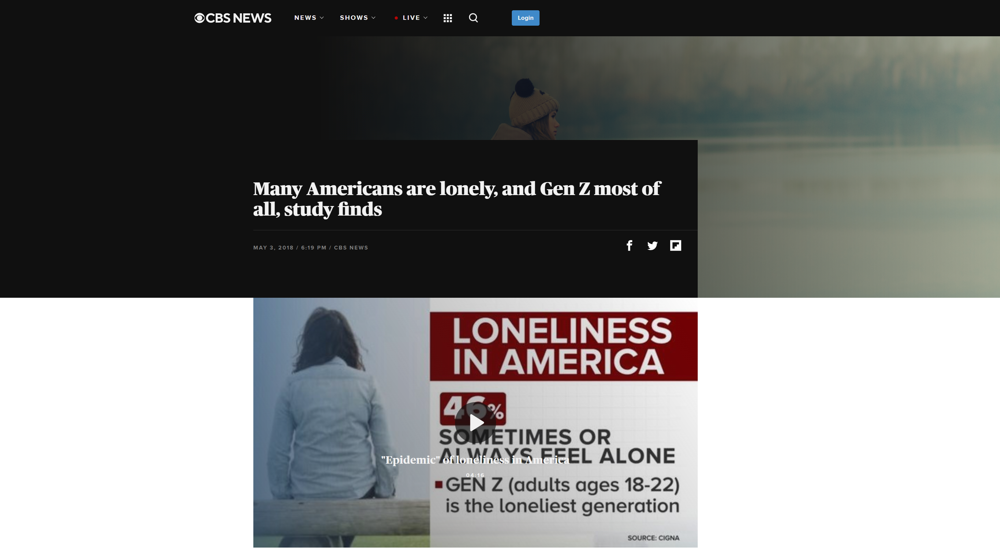 CBS NEWS
NEWS
SHOWS
LIVE
Login
Many Americans are lonely, and Gen Z most of
all, study finds
MAY 3, 2018 / 6:19 PM / CBS NEWS
LONELINESS
IN AMERICA
46%
SOMETIMES OR
ALWAYS FEEL ALONE
"Epidemic" of loneliness in America
04:16
GEN Z (adults ages 18-22)
is the loneliest generation
SOURCE: CIGNA